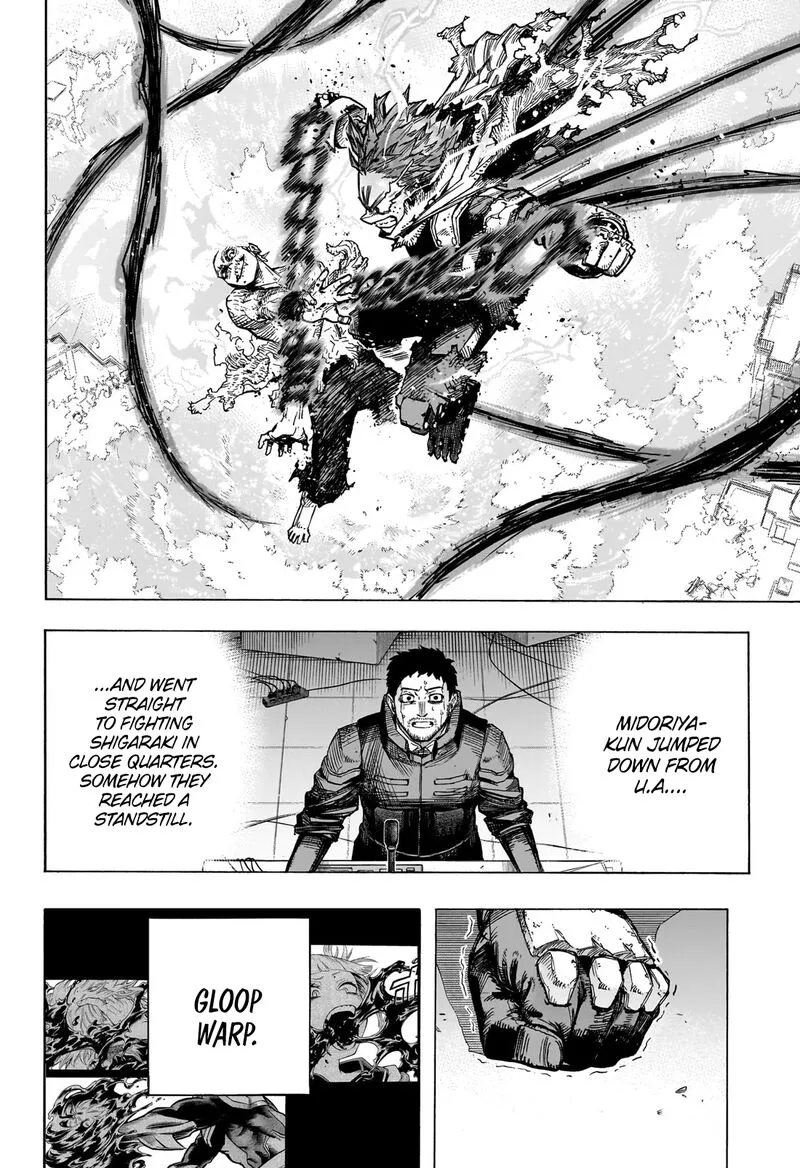 MIDORIYA-
KUN JUMPED
DOWN FROM
U.A....
...AND WENT
STRAIGHT
TO FIGHTING
SHIGARAKI IN
CLOSE QUARTERS.
SOMEHOW THEY
REACHED A
STANDSTILL.
GLOOP
WARP.